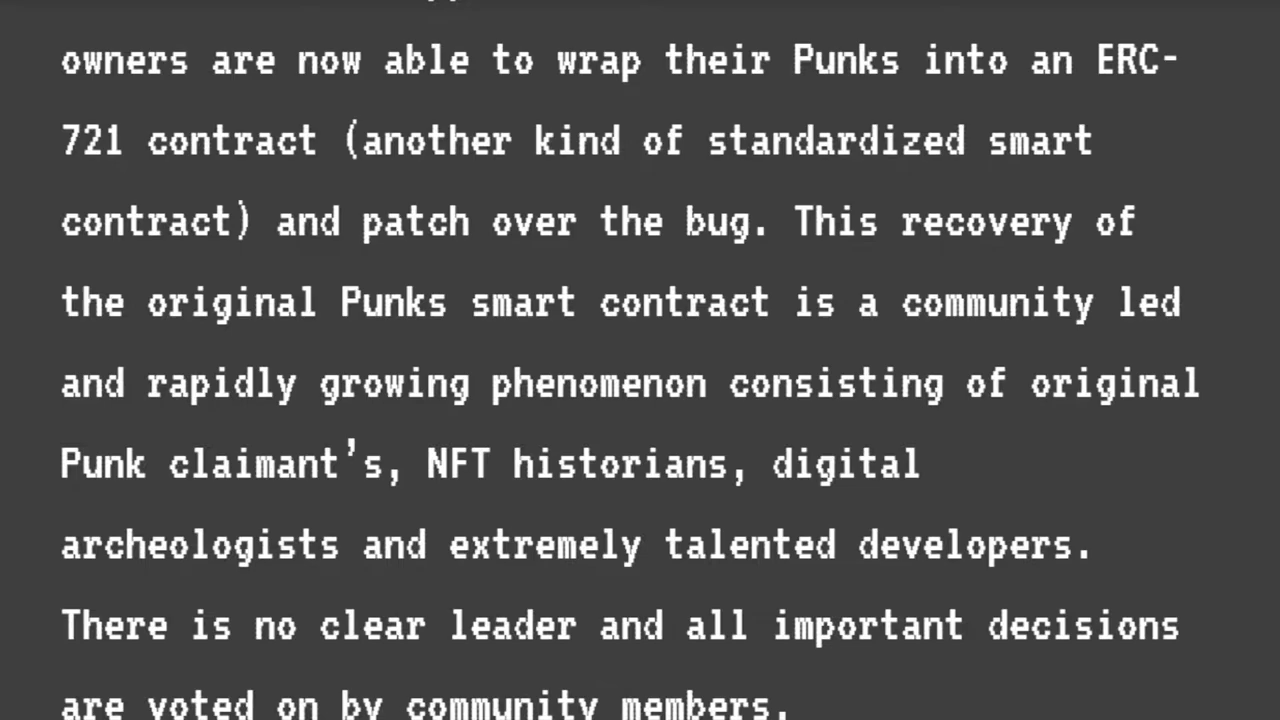 owners are now able to wrap their Punks into an ERC-
721 contract (another kind of standardized smart
contract) and patch over the bug. This recovery of
the original Punks smart contract is a community led
and rapidly growing phenomenon consisting of original
Punk claimant's, NFT historians, digital
archeologists and extremely talented developers.
There is no clear leader and all important decisions
are voted on by community members.